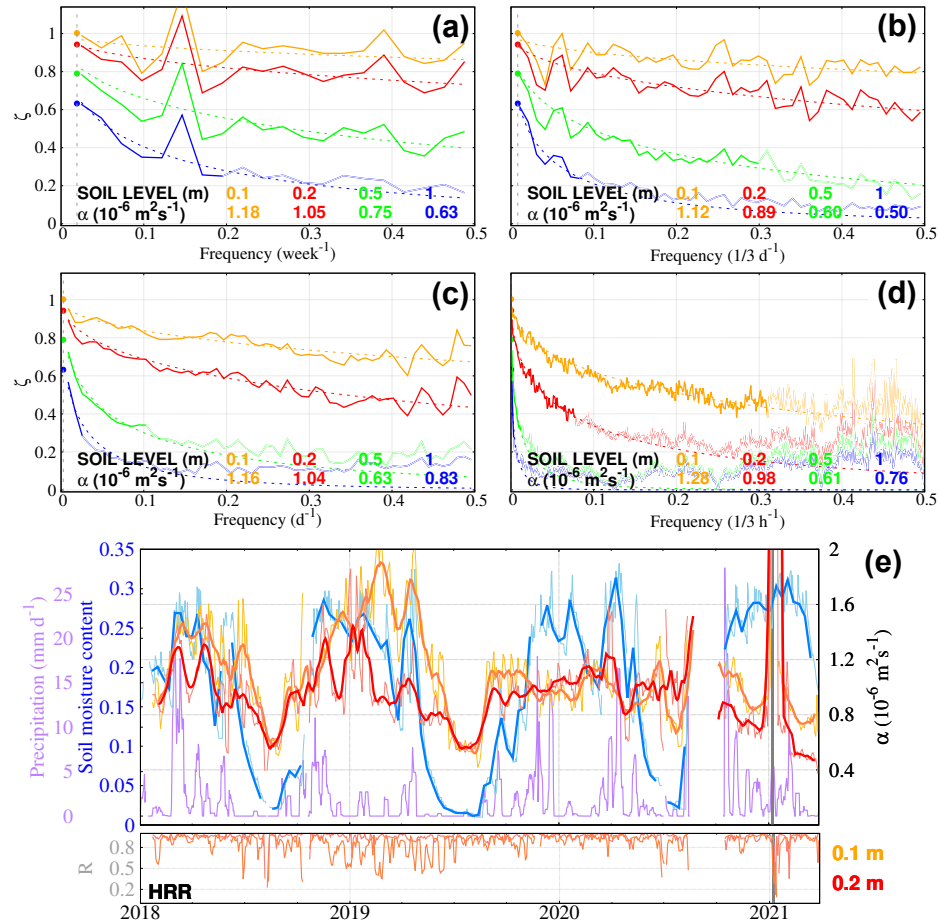 (a)
1
0.8
0.6
0.4
0.2
0
ζ
SOIL LEVEL (m) 0.1 0.2 0.5 1
α (10⁻⁶ m²s⁻¹) 1.18 1.05 0.75 0.63
0 0.1 0.2 0.3 0.4 0.5
Frequency (week⁻¹)
(b)
SOIL LEVEL (m) 0.1 0.2 0.5 1
α (10⁻⁶ m²s⁻¹) 1.12 0.89 0.60 0.50
0 0.1 0.2 0.3 0.4 0.5
Frequency (1/3 d⁻¹)
(c)
1
0.8
0.6
0.4
0.2
0
ζ
SOIL LEVEL (m) 0.1 0.2 0.5 1
α (10⁻⁶ m²s⁻¹) 1.16 1.04 0.63 0.83
0 0.1 0.2 0.3 0.4 0.5
Frequency (d⁻¹)
(d)
SOIL LEVEL (m) 0.1 0.2 0.5 1
α (10⁻⁶ m²s⁻¹) 1.28 0.98 0.61 0.76
0 0.1 0.2 0.3 0.4 0.5
Frequency (1/3 h⁻¹)
(e)
Precipitation (mm d⁻¹)
25
20
15
10
5
0
Soil moisture content
0.35
0.3
0.25
0.2
0.15
0.1
0.05
0
2
1.6
1.2
0.8
0.4
α (10⁻⁶ m²s⁻¹)
R
0.8
0.5
0.2
HRR
0.1 m
0.2 m
2018 2019 2020 2021